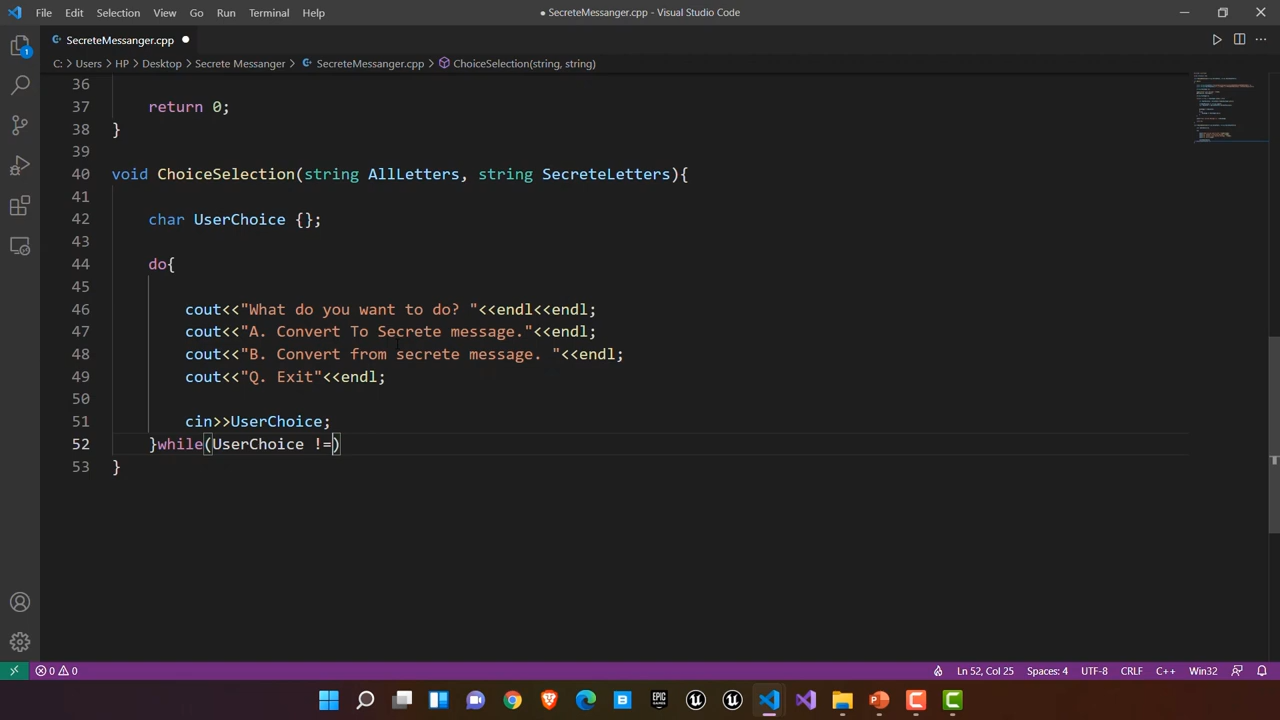 File Edit Selection View Go Run Terminal Help
● SecreteMessanger.cpp - Visual Studio Code
SecreteMessanger.cpp ●
C: > Users > HP > Desktop > Secrete Messanger > SecreteMessanger.cpp > ChoiceSelection(string, string)
36
37 return 0;
38 }
39
40 void ChoiceSelection(string AllLetters, string SecreteLetters){
41
42 char UserChoice {};
43
44 do{
45
46 cout<<"What do you want to do? "<<endl<<endl;
47 cout<<"A. Convert To Secrete message."<<endl;
48 cout<<"B. Convert from secrete message. "<<endl;
49 cout<<"Q. Exit"<<endl;
50
51 cin>>UserChoice;
52 }while(UserChoice !=)
53 }
1
0 0
Ln 52, Col 25 Spaces: 4 UTF-8 CRLF C++ Win32
EPIC GAMES